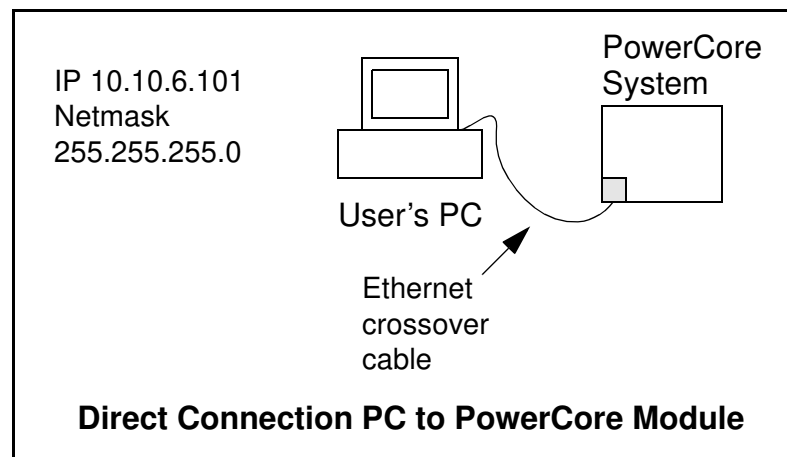 IP 10.10.6.101
Netmask
255.255.255.0
PowerCore
System
User's PC
Ethernet
crossover
cable
Direct Connection PC to PowerCore Module